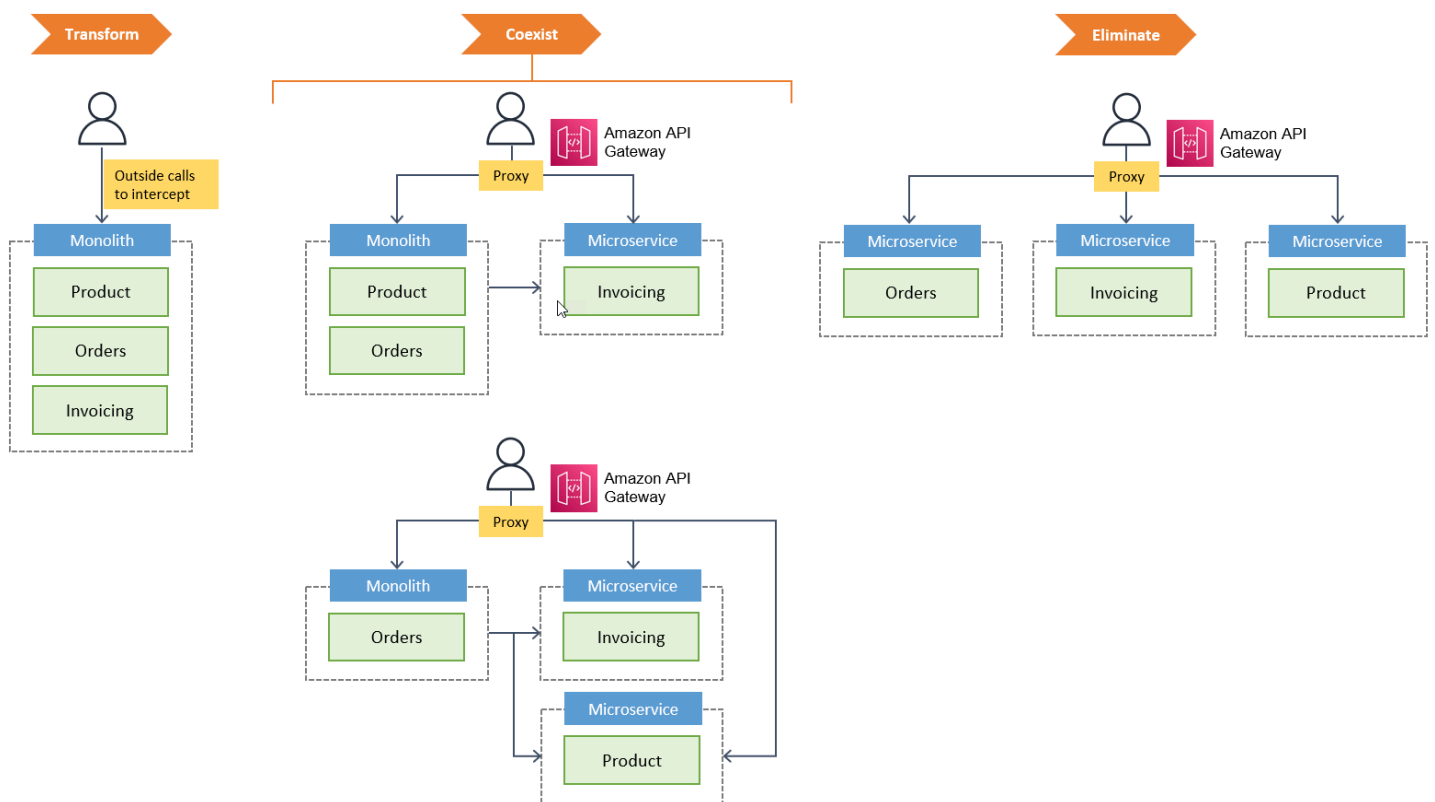 Transform
Coexist
Eliminate
Outside calls
to intercept
Monolith
Product
Orders
Invoicing
Amazon API
Gateway
Proxy
Monolith
Product
Orders
Microservice
Invoicing
Amazon API
Gateway
Proxy
Monolith
Orders
Microservice
Invoicing
Microservice
Product
Amazon API
Gateway
Proxy
Microservice
Orders
Microservice
Invoicing
Microservice
Product